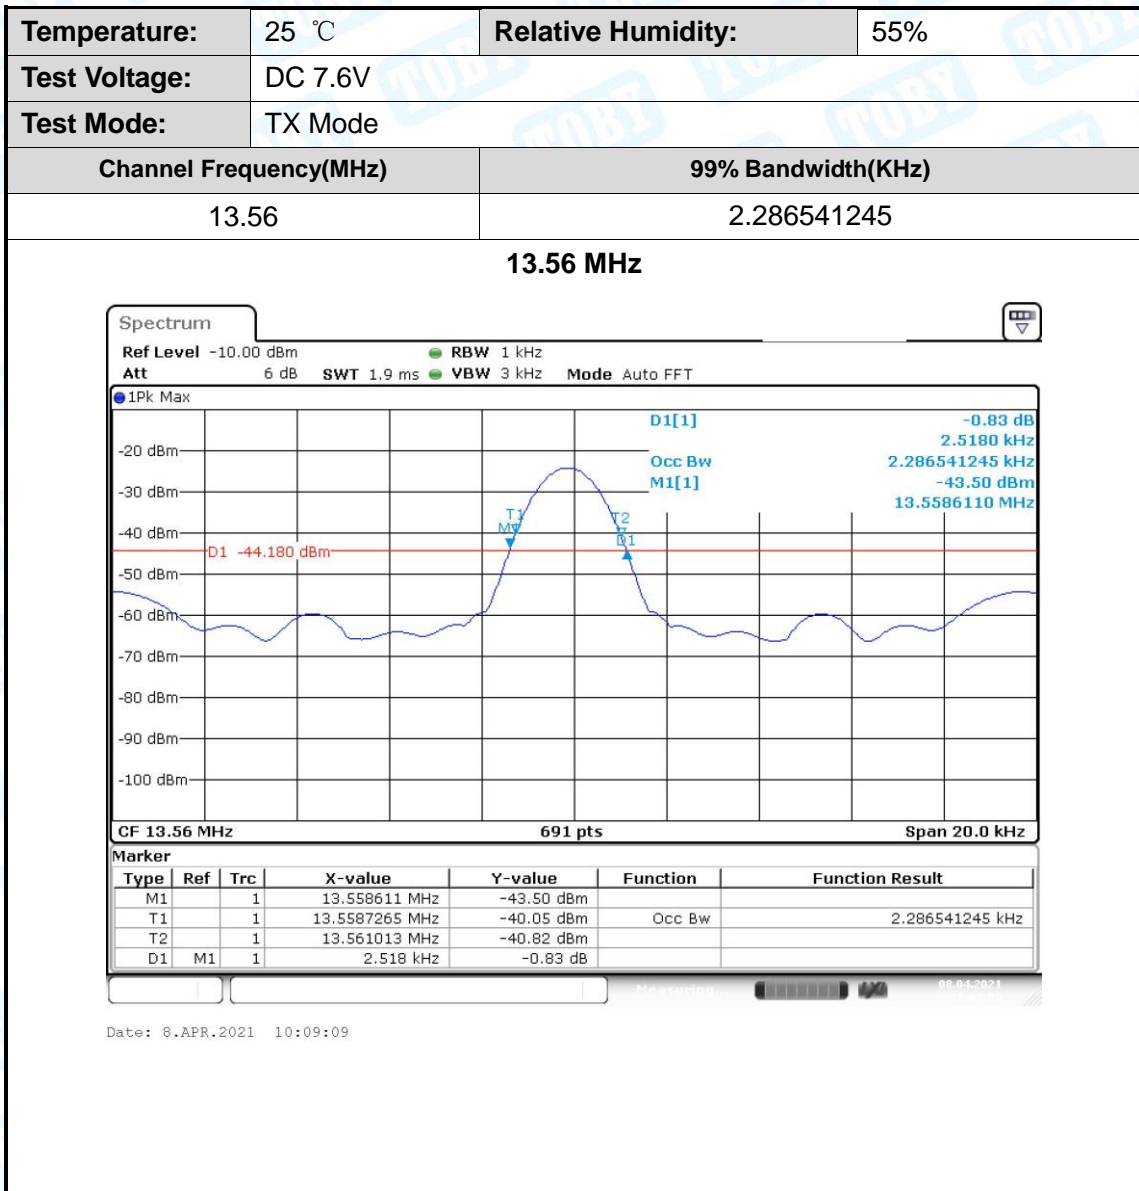 Temperature: 25 ℃ Relative Humidity: 55%
Test Voltage: DC 7.6V
Test Mode: TX Mode
Channel Frequency(MHz) 99% Bandwidth(KHz)
13.56 2.286541245
13.56 MHz
Spectrum
Ref Level -10.00 dBm RBW 1 kHz
Att 6 dB SWT 1.9 ms VBW 3 kHz Mode Auto FFT
1Pk Max
D1[1] -0.83 dB
2.5180 kHz
Occ Bw 2.286541245 kHz
M1[1] -43.50 dBm
13.5586110 MHz
-20 dBm
-30 dBm
-40 dBm
T1 T2
M1 D1
D1 -44.180 dBm
-50 dBm
-60 dBm
-70 dBm
-80 dBm
-90 dBm
-100 dBm
CF 13.56 MHz 691 pts Span 20.0 kHz
Marker
Type Ref Trc X-value Y-value Function Function Result
M1 1 13.558611 MHz -43.50 dBm
T1 1 13.5587265 MHz -40.05 dBm Occ Bw 2.286541245 kHz
T2 1 13.561013 MHz -40.82 dBm
D1 M1 1 2.518 kHz -0.83 dB
Measuring... 08.04.2021
Date: 8.APR.2021 10:09:09
TOBY